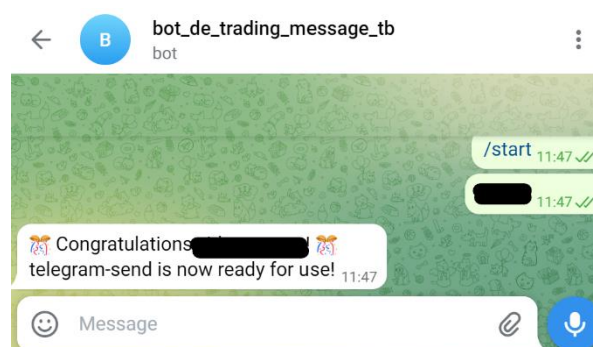 B
bot_de_trading_message_tb
bot
/start 11:47
11:47
🎊 Congratulations ! 🎊
telegram-send is now ready for use! 11:47
Message